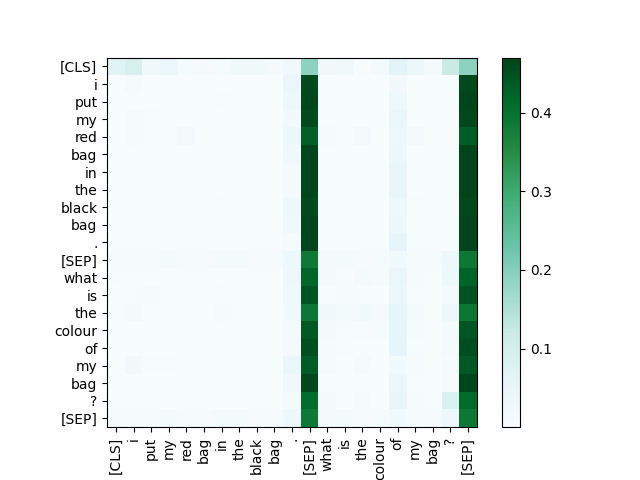 [CLS]
i
put
my
red
bag
in
the
black
bag
.
[SEP]
what
is
the
colour
of
my
bag
?
[SEP]
[CLS]
i
put
my
red
bag
in
the
black
bag
.
[SEP]
what
is
the
colour
of
my
bag
?
[SEP]
0.4
0.3
0.2
0.1